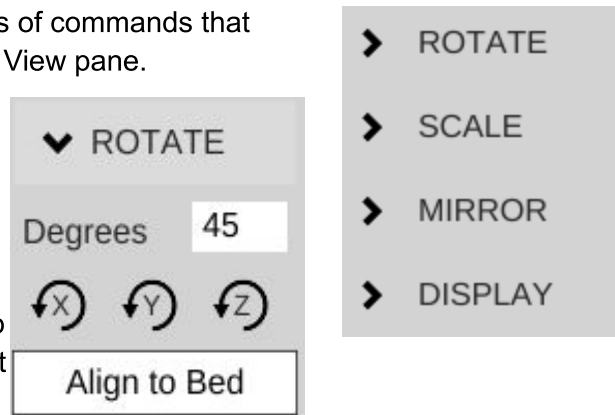 s of commands that
View pane.
ROTATE
Degrees 45
X Y Z
t
Align to Bed
ROTATE
SCALE
MIRROR
DISPLAY